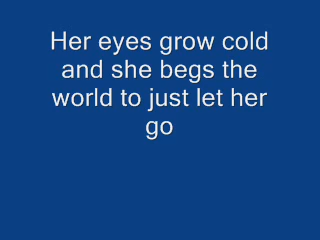 Her eyes grow cold
and she begs the
world to just let her
go